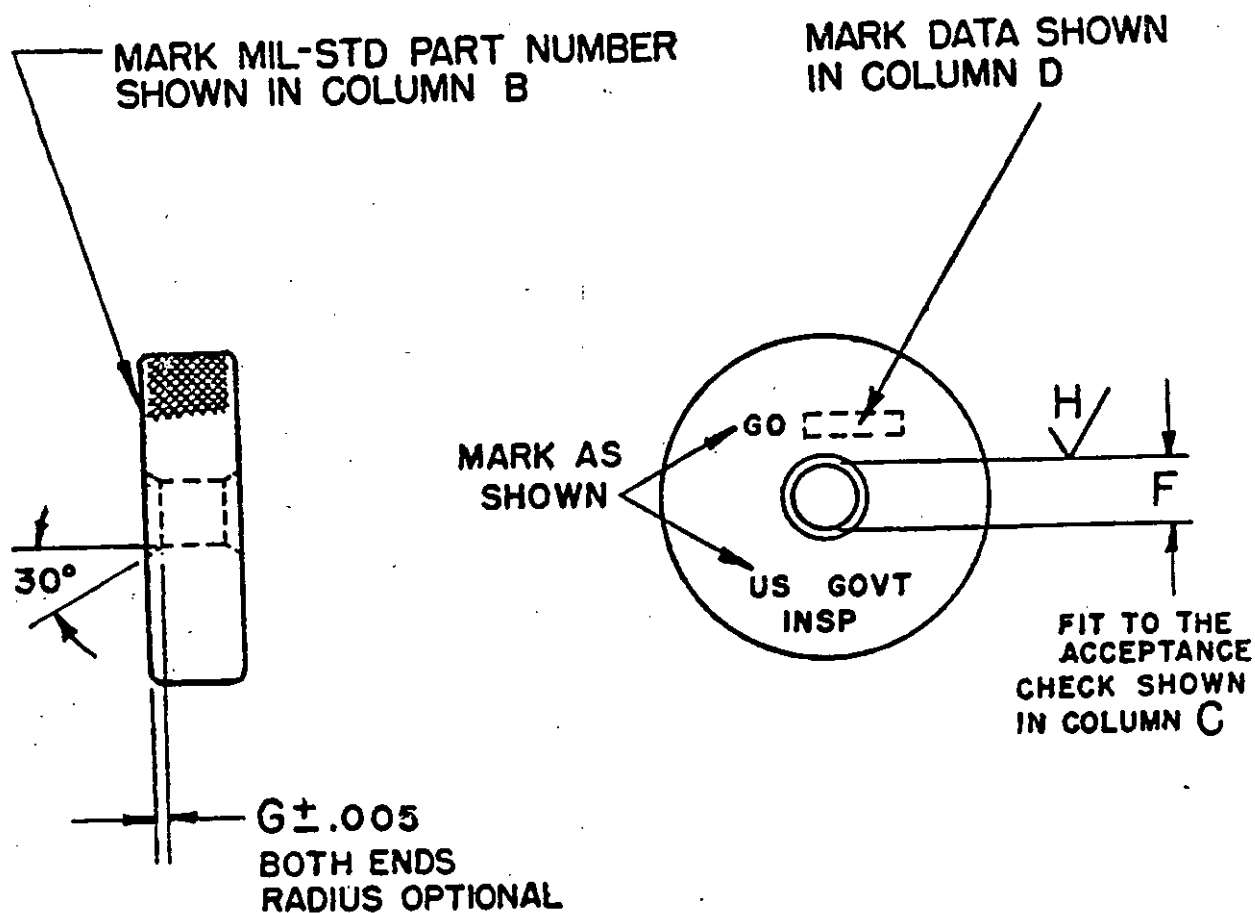 MARK MIL-STD PART NUMBER
SHOWN IN COLUMN B
MARK DATA SHOWN
IN COLUMN D
GO
H
F
MARK AS
SHOWN
US GOVT
INSP
30°
FIT TO THE
ACCEPTANCE
CHECK SHOWN
IN COLUMN C
G±.005
BOTH ENDS
RADIUS OPTIONAL